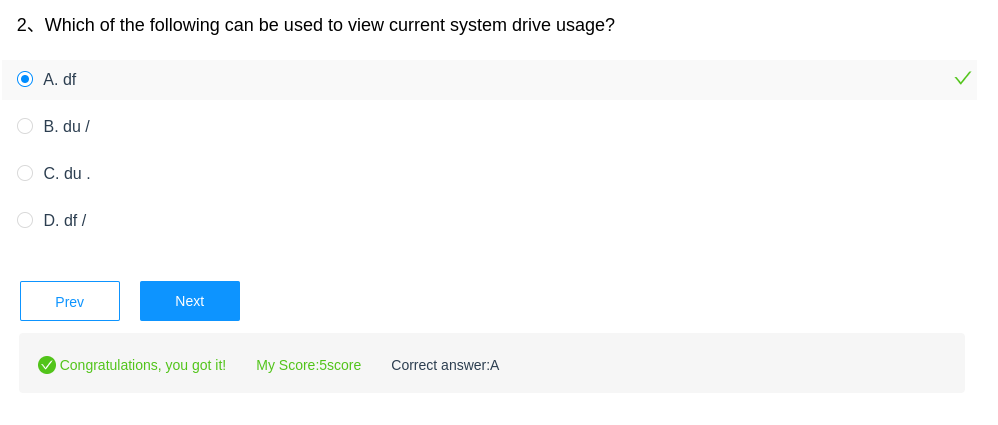 2、Which of the following can be used to view current system drive usage?
A. df
B. du /
C. du .
D. df /
Prev Next
Congratulations, you got it! My Score:5score Correct answer:A